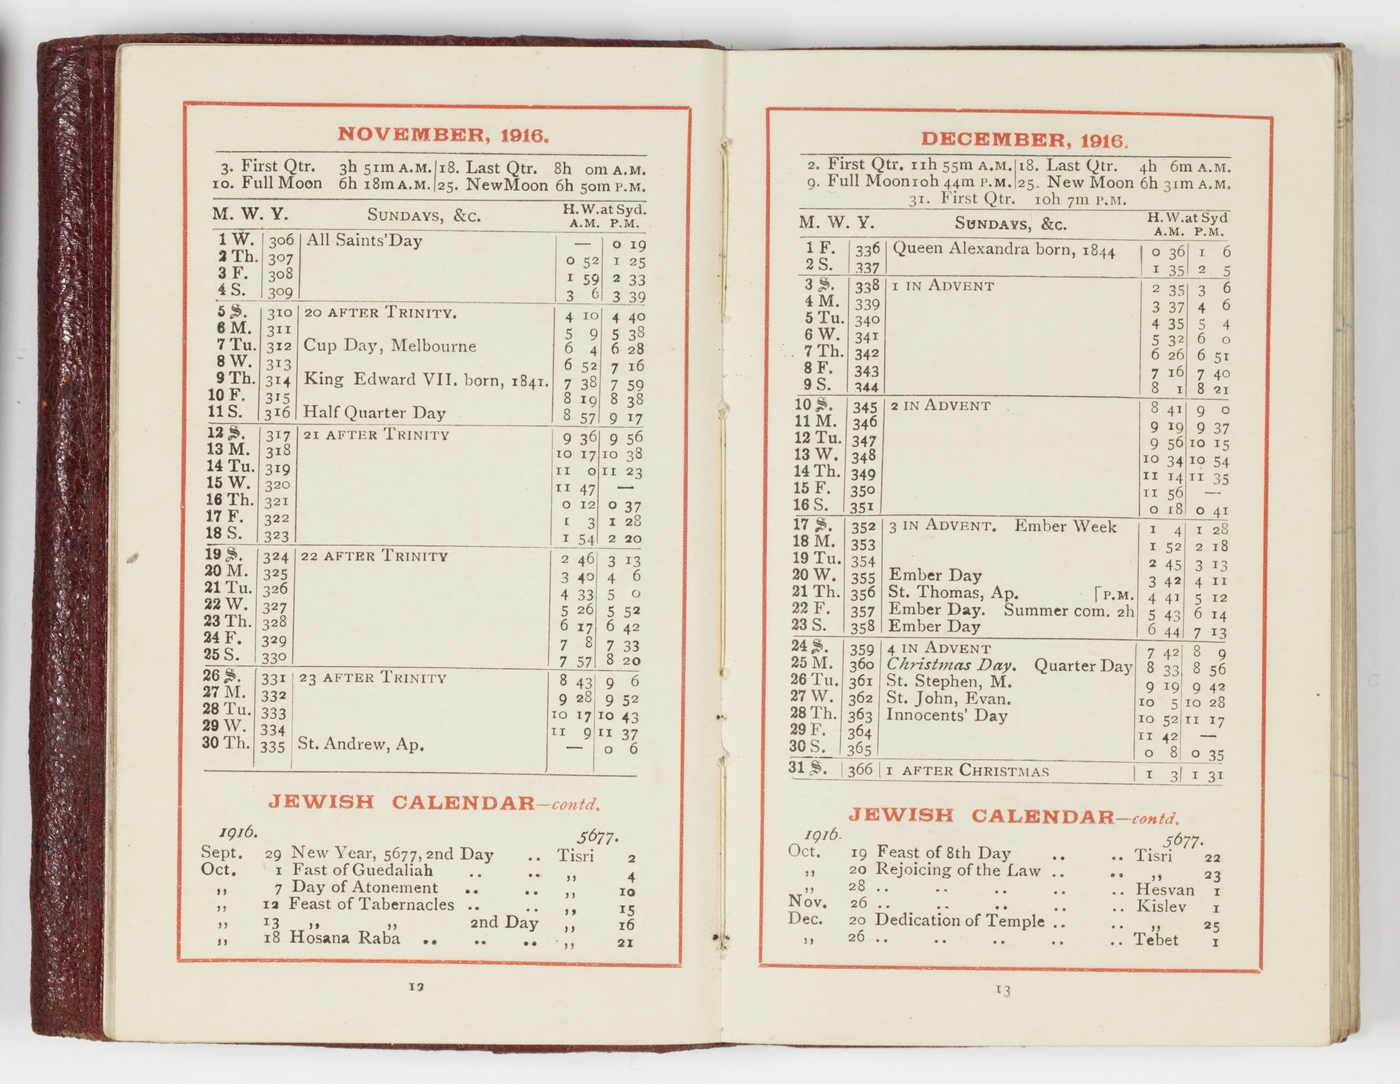 NOVEMBER, 1916.
3. First Qtr. 3h 51m A.M. 18. Last Qtr. 8h 0m A.M.
10. Full Moon 6h 18m A.M. 25. New Moon 6h 50m P.M.
M. W. Y. SUNDAYS, &c. H.W. at Syd.
A.M. P.M.
1 W. 306 All Saints' Day — 0 19
2 Th. 307 0 52 1 25
3 F. 308 1 59 2 33
4 S. 309 3 6 3 39
5 S. 310 20 AFTER TRINITY. 4 10 4 40
6 M. 311 5 9 5 38
7 Tu. 312 Cup Day, Melbourne 6 4 6 28
8 W. 313 6 52 7 16
9 Th. 314 King Edward VII. born, 1841. 7 38 7 59
10 F. 315 8 19 8 38
11 S. 316 Half Quarter Day 8 57 9 17
12 S. 317 21 AFTER TRINITY 9 36 9 56
13 M. 318 10 17 10 38
14 Tu. 319 11 0 11 23
15 W. 320 11 47 —
16 Th. 321 0 12 0 37
17 F. 322 1 3 1 28
18 S. 323 1 54 2 20
19 S. 324 22 AFTER TRINITY 2 46 3 13
20 M. 325 3 40 4 6
21 Tu. 326 4 33 5 0
22 W. 327 5 26 5 52
23 Th. 328 6 17 6 42
24 F. 329 7 8 7 33
25 S. 330 7 57 8 20
26 S. 331 23 AFTER TRINITY 8 43 9 6
27 M. 332 9 28 9 52
28 Tu. 333 10 17 10 43
29 W. 334 11 9 11 37
30 Th. 335 St. Andrew, Ap. — 0 6
JEWISH CALENDAR—contd.
1916. 5677.
Sept. 29 New Year, 5677, 2nd Day .. Tisri 2
Oct. 1 Fast of Guedaliah .. .. ,, 4
,, 7 Day of Atonement .. .. ,, 10
,, 12 Feast of Tabernacles .. .. ,, 15
,, 13 ,, ,, 2nd Day ,, 16
,, 18 Hosana Raba .. .. .. ,, 21
12
DECEMBER, 1916.
2. First Qtr. 11h 55m A.M. 18. Last Qtr. 4h 6m A.M.
9. Full Moon 10h 44m P.M. 25. New Moon 6h 31m A.M.
31. First Qtr. 10h 7m P.M.
M. W. Y. SUNDAYS, &c. H.W. at Syd
A.M. P.M.
1 F. 336 Queen Alexandra born, 1844 0 36 1 6
2 S. 337 1 35 2 5
3 S. 338 1 IN ADVENT 2 35 3 6
4 M. 339 3 37 4 6
5 Tu. 340 4 35 5 4
6 W. 341 5 32 6 0
7 Th. 342 6 26 6 51
8 F. 343 7 16 7 40
9 S. 344 8 1 8 21
10 S. 345 2 IN ADVENT 8 41 9 0
11 M. 346 9 19 9 37
12 Tu. 347 9 56 10 15
13 W. 348 10 34 10 54
14 Th. 349 11 14 11 35
15 F. 350 11 56 —
16 S. 351 0 18 0 41
17 S. 352 3 IN ADVENT. Ember Week 1 4 1 28
18 M. 353 1 52 2 18
19 Tu. 354 2 45 3 13
20 W. 355 Ember Day 3 42 4 11
21 Th. 356 St. Thomas, Ap. [P.M. 4 41 5 12
22 F. 357 Ember Day. Summer com. 2h 5 43 6 14
23 S. 358 Ember Day 6 44 7 13
24 S. 359 4 IN ADVENT 7 42 8 9
25 M. 360 Christmas Day. Quarter Day 8 33 8 56
26 Tu. 361 St. Stephen, M. 9 19 9 42
27 W. 362 St. John, Evan. 10 5 10 28
28 Th. 363 Innocents' Day 10 52 11 17
29 F. 364 11 42 —
30 S. 365 0 8 0 35
31 S. 366 1 AFTER CHRISTMAS 1 3 1 31
JEWISH CALENDAR—contd.
1916. 5677.
Oct. 19 Feast of 8th Day .. .. Tisri 22
,, 20 Rejoicing of the Law .. .. ,, 23
,, 28 .. .. .. .. .. Hesvan 1
Nov. 26 .. .. .. .. .. Kislev 1
Dec. 20 Dedication of Temple .. .. ,, 25
,, 26 .. .. .. .. .. Tebet 1
13